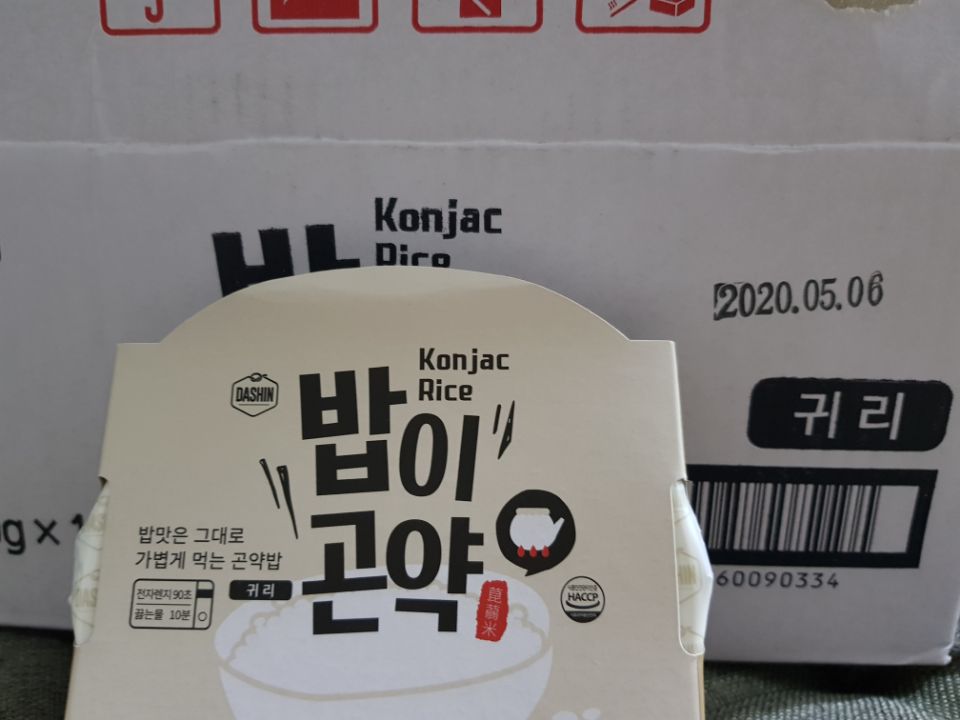 Konjac
Rice
밥
2020.05.06
귀리
60090334
DASHIN
Konjac
Rice
밥이
곤약
밥맛은 그대로
가볍게 먹는 곤약밥
전자렌지 90초
끓는물 10분
귀리
HACCP